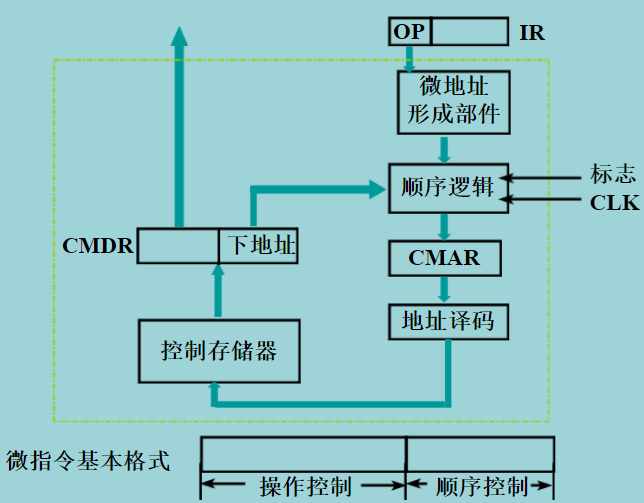 OP IR
微地址
形成部件
顺序逻辑
标志
CLK
CMDR
下地址
CMAR
地址译码
控制存储器
微指令基本格式
操作控制
顺序控制